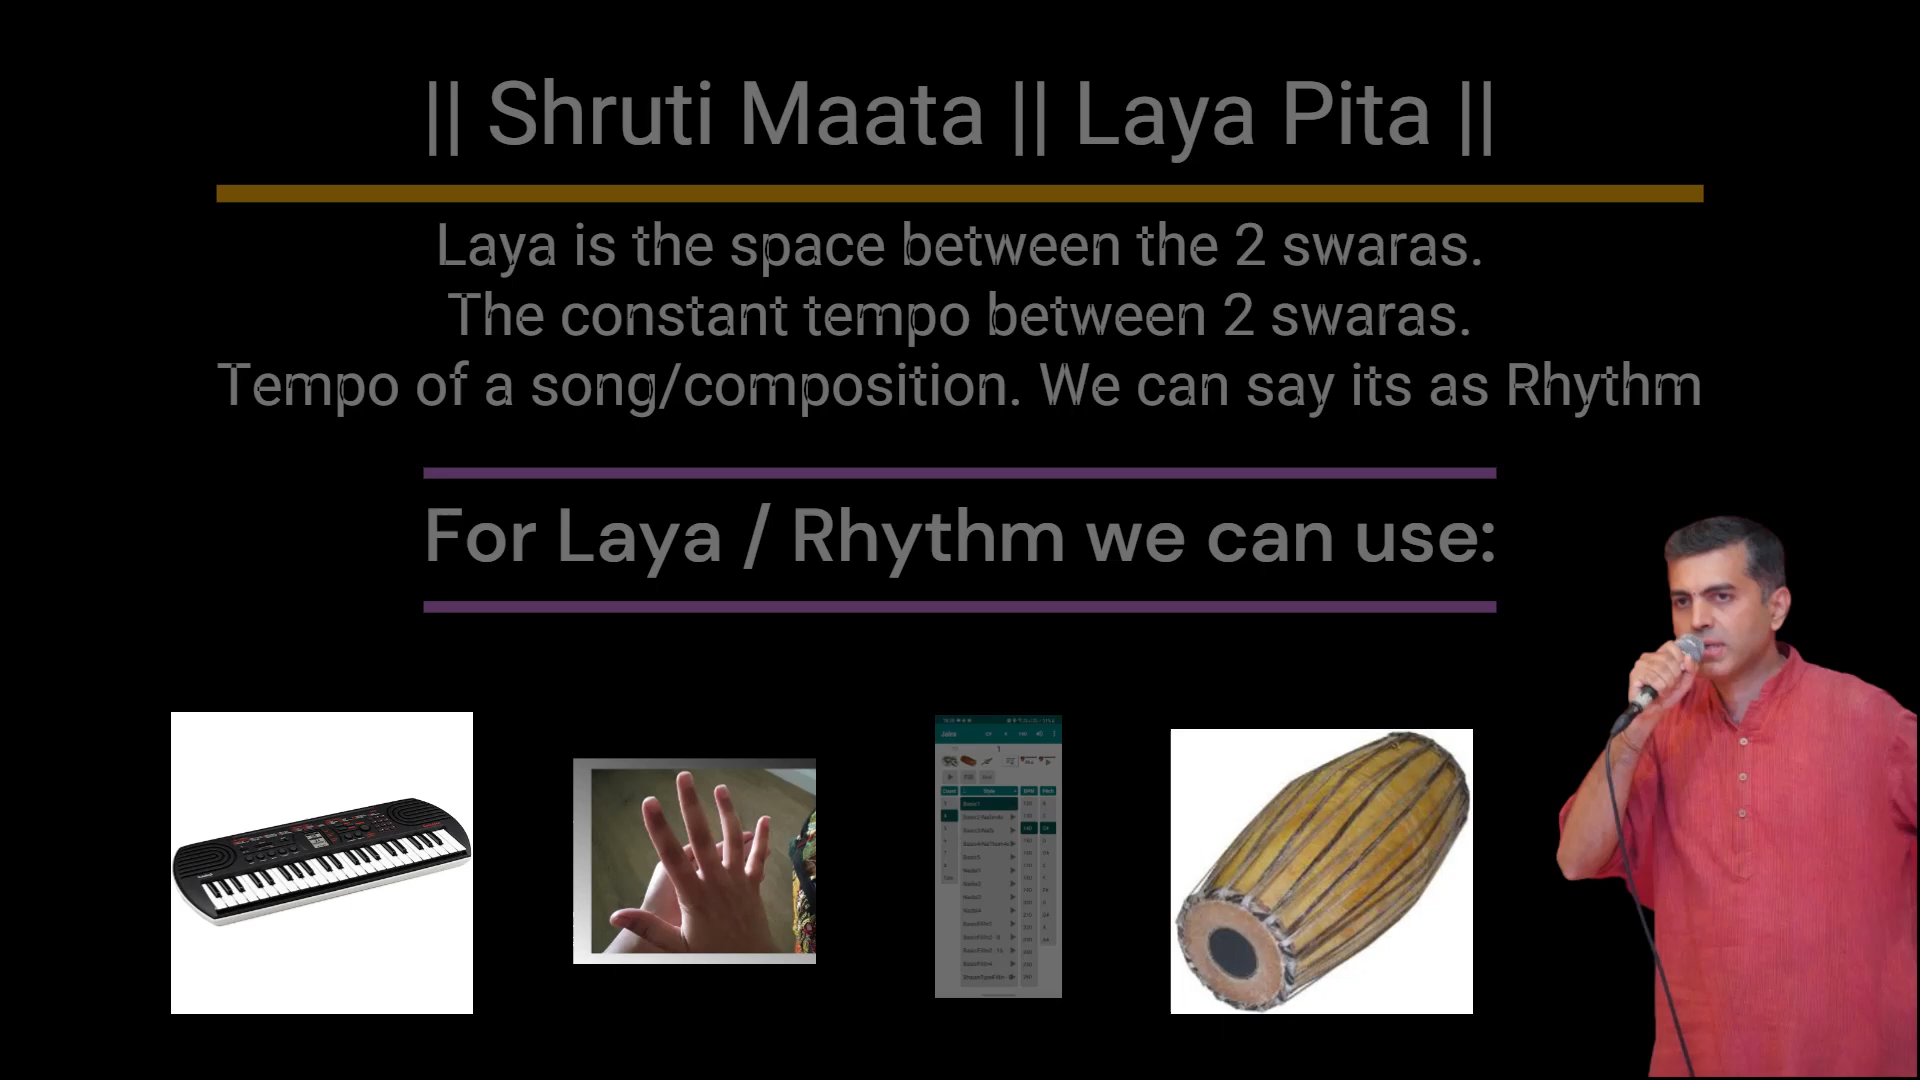 || Shruti Maata || Laya Pita ||
Laya is the space between the 2 swaras.
The constant tempo between 2 swaras.
Tempo of a song/composition. We can say its as Rhythm
For Laya / Rhythm we can use: